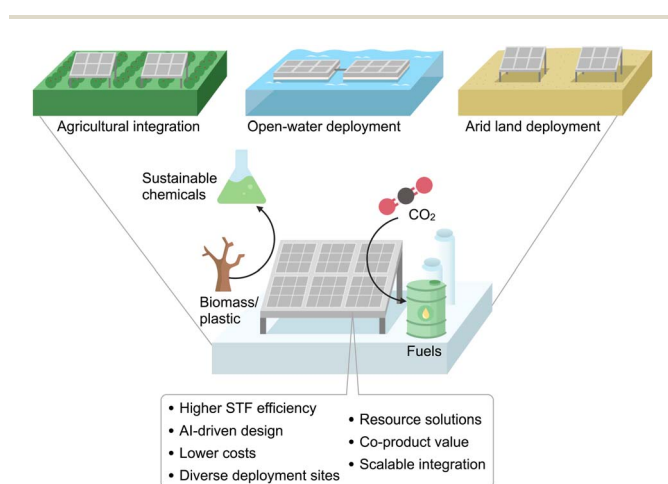 Agricultural integration
Open-water deployment
Arid land deployment
Sustainable
chemicals
CO₂
Biomass/
plastic
Fuels
• Higher STF efficiency
• AI-driven design
• Lower costs
• Diverse deployment sites
• Resource solutions
• Co-product value
• Scalable integration